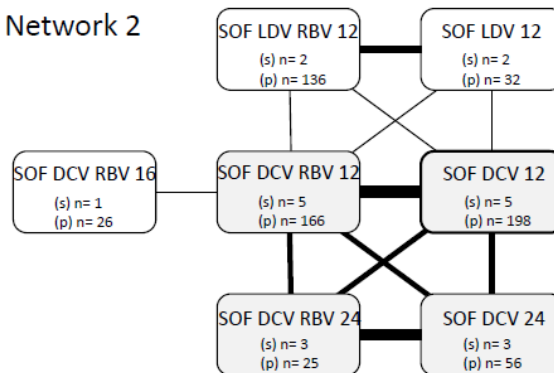 Network 2
SOF LDV RBV 12
(s) n= 2
(p) n= 136
SOF LDV 12
(s) n= 2
(p) n= 32
SOF DCV RBV 16
(s) n= 1
(p) n= 26
SOF DCV RBV 12
(s) n= 5
(p) n= 166
SOF DCV 12
(s) n= 5
(p) n= 198
SOF DCV RBV 24
(s) n= 3
(p) n= 25
SOF DCV 24
(s) n= 3
(p) n= 56